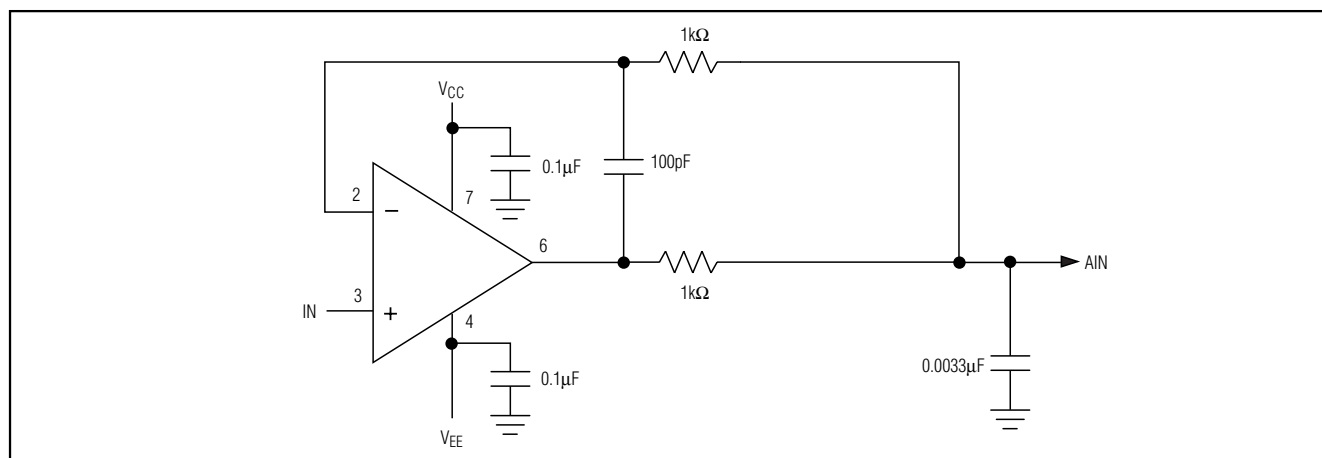 1kΩ
VCC
0.1µF
100pF
2
7
−
6
AIN
1kΩ
IN
3
+
4
0.1µF
0.0033µF
VEE